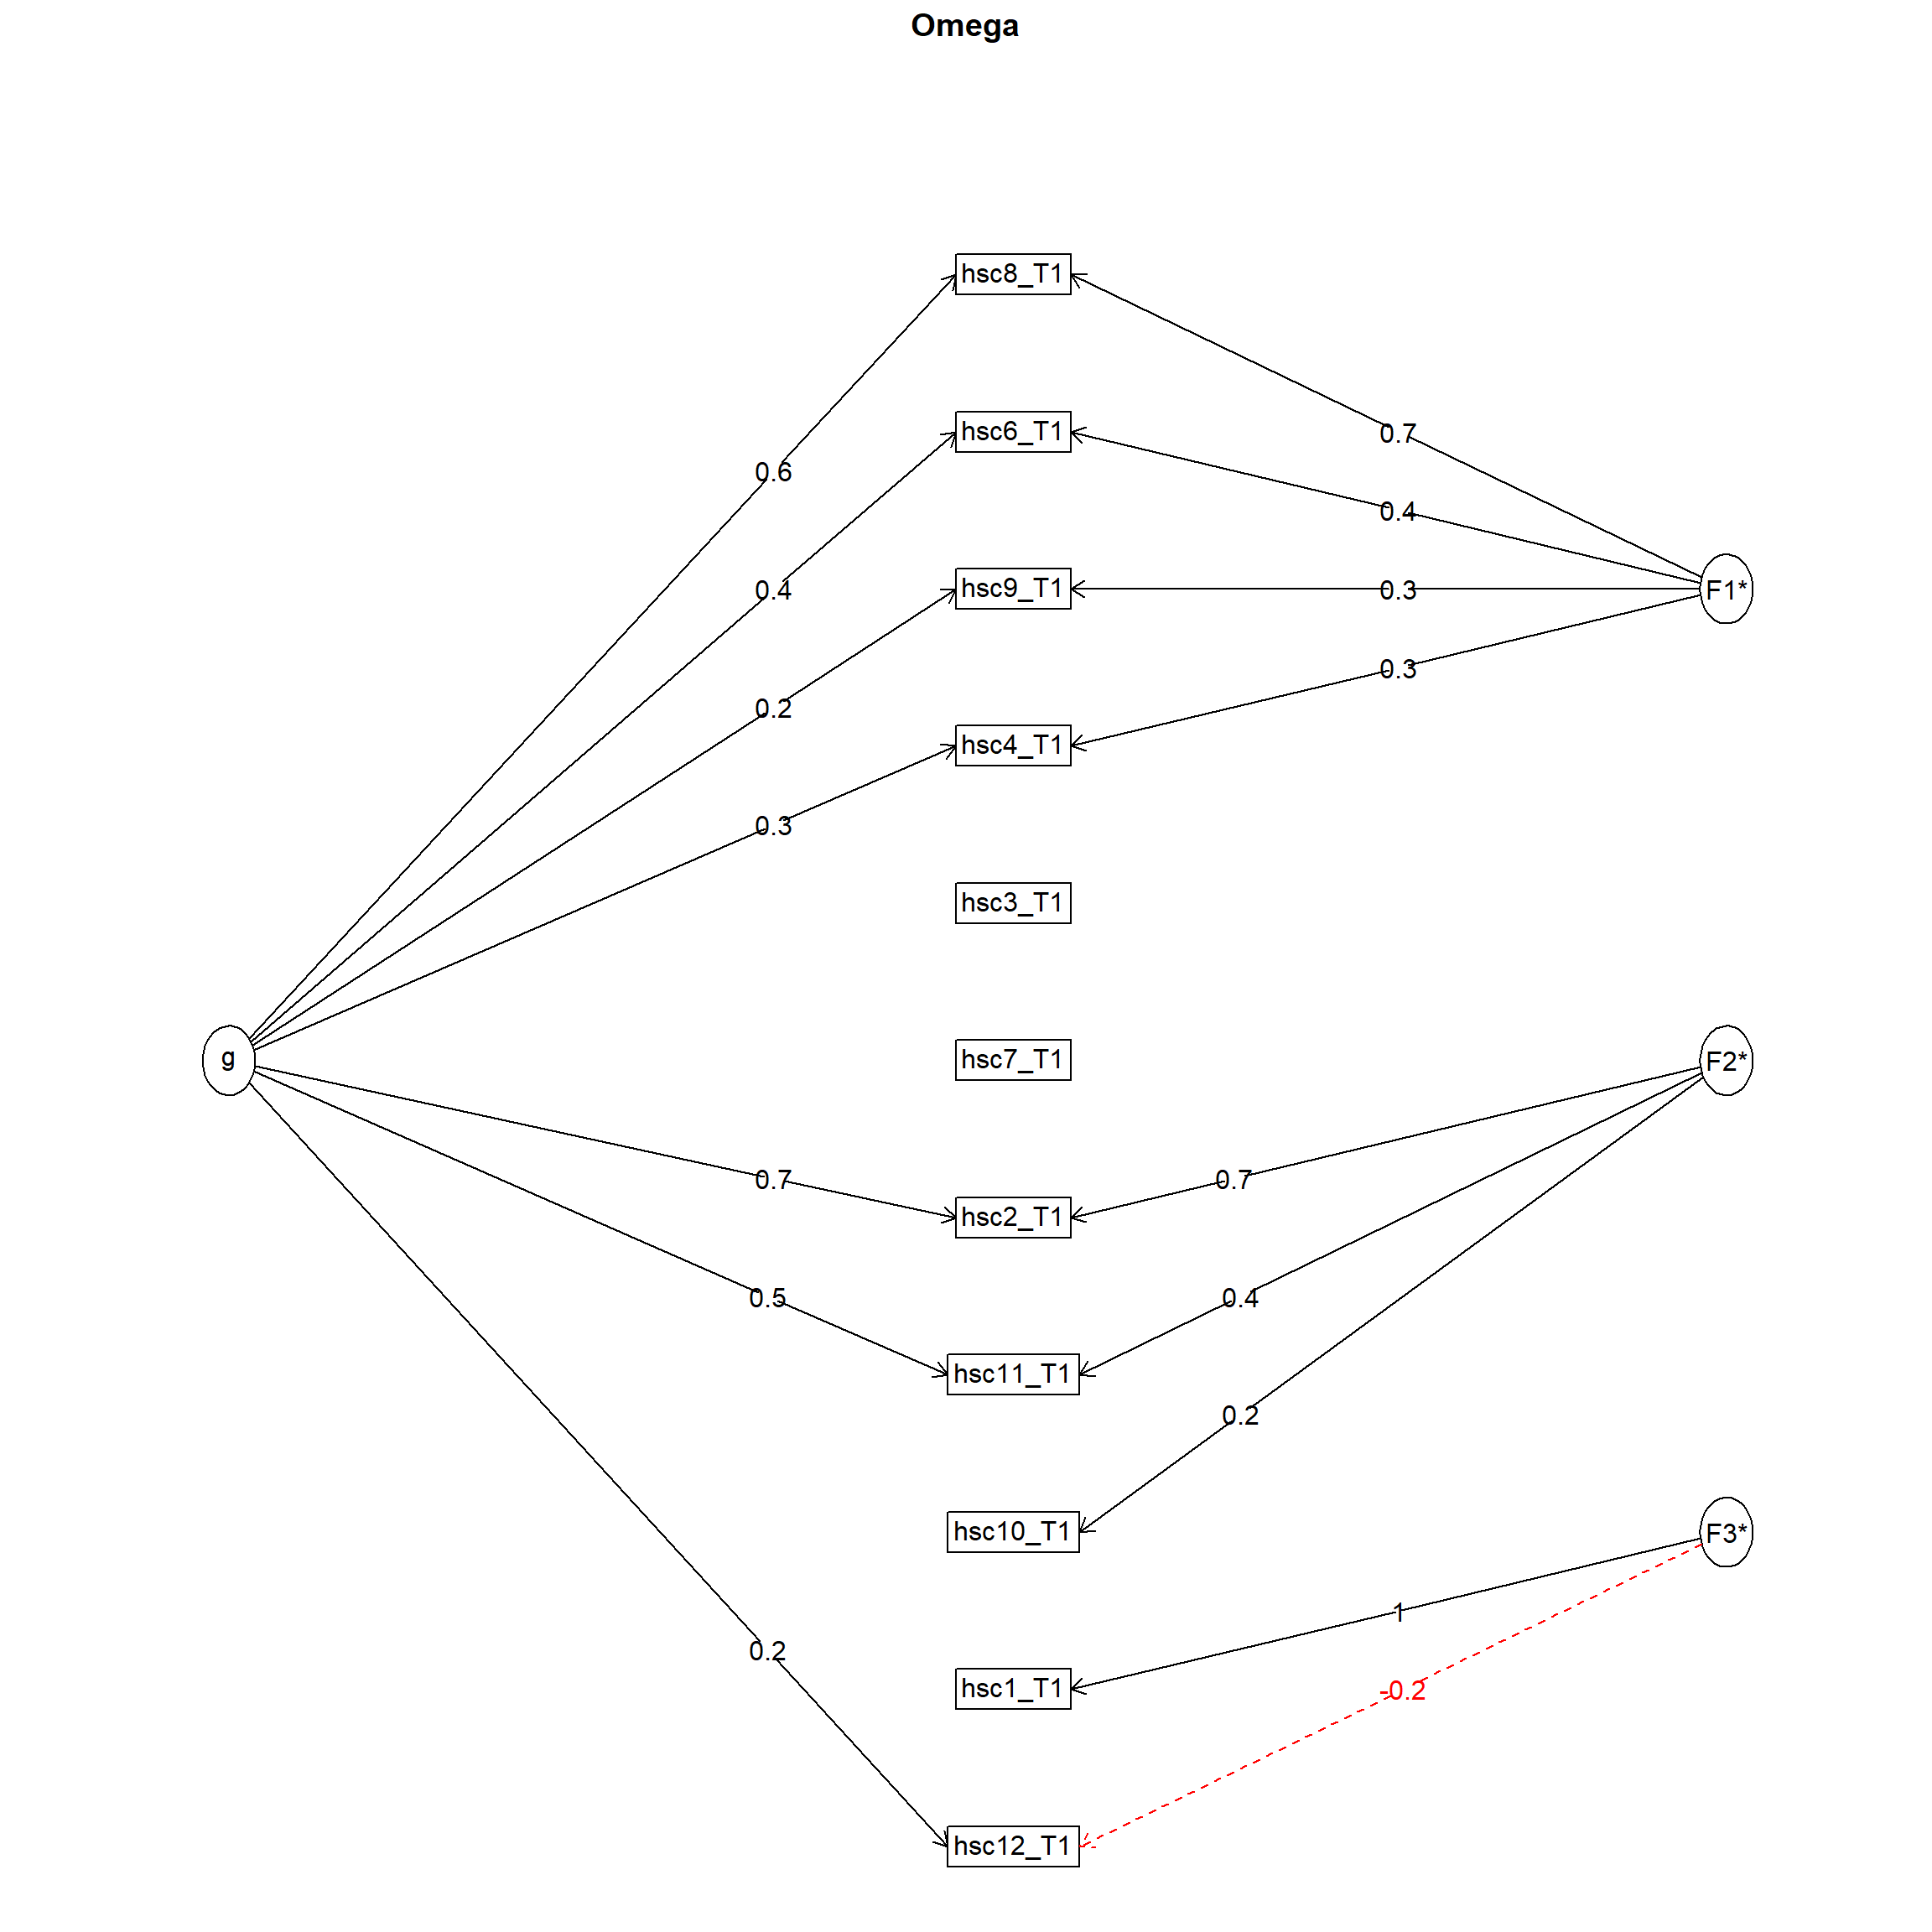 Omega
hsc8_T1
hsc6_T1
hsc9_T1
hsc4_T1
hsc3_T1
hsc7_T1
hsc2_T1
hsc11_T1
hsc10_T1
hsc1_T1
hsc12_T1
g
0.6
0.4
0.2
0.3
0.7
0.5
0.2
F1*
0.7
0.4
0.3
0.3
F2*
0.7
0.4
0.2
F3*
1
-0.2